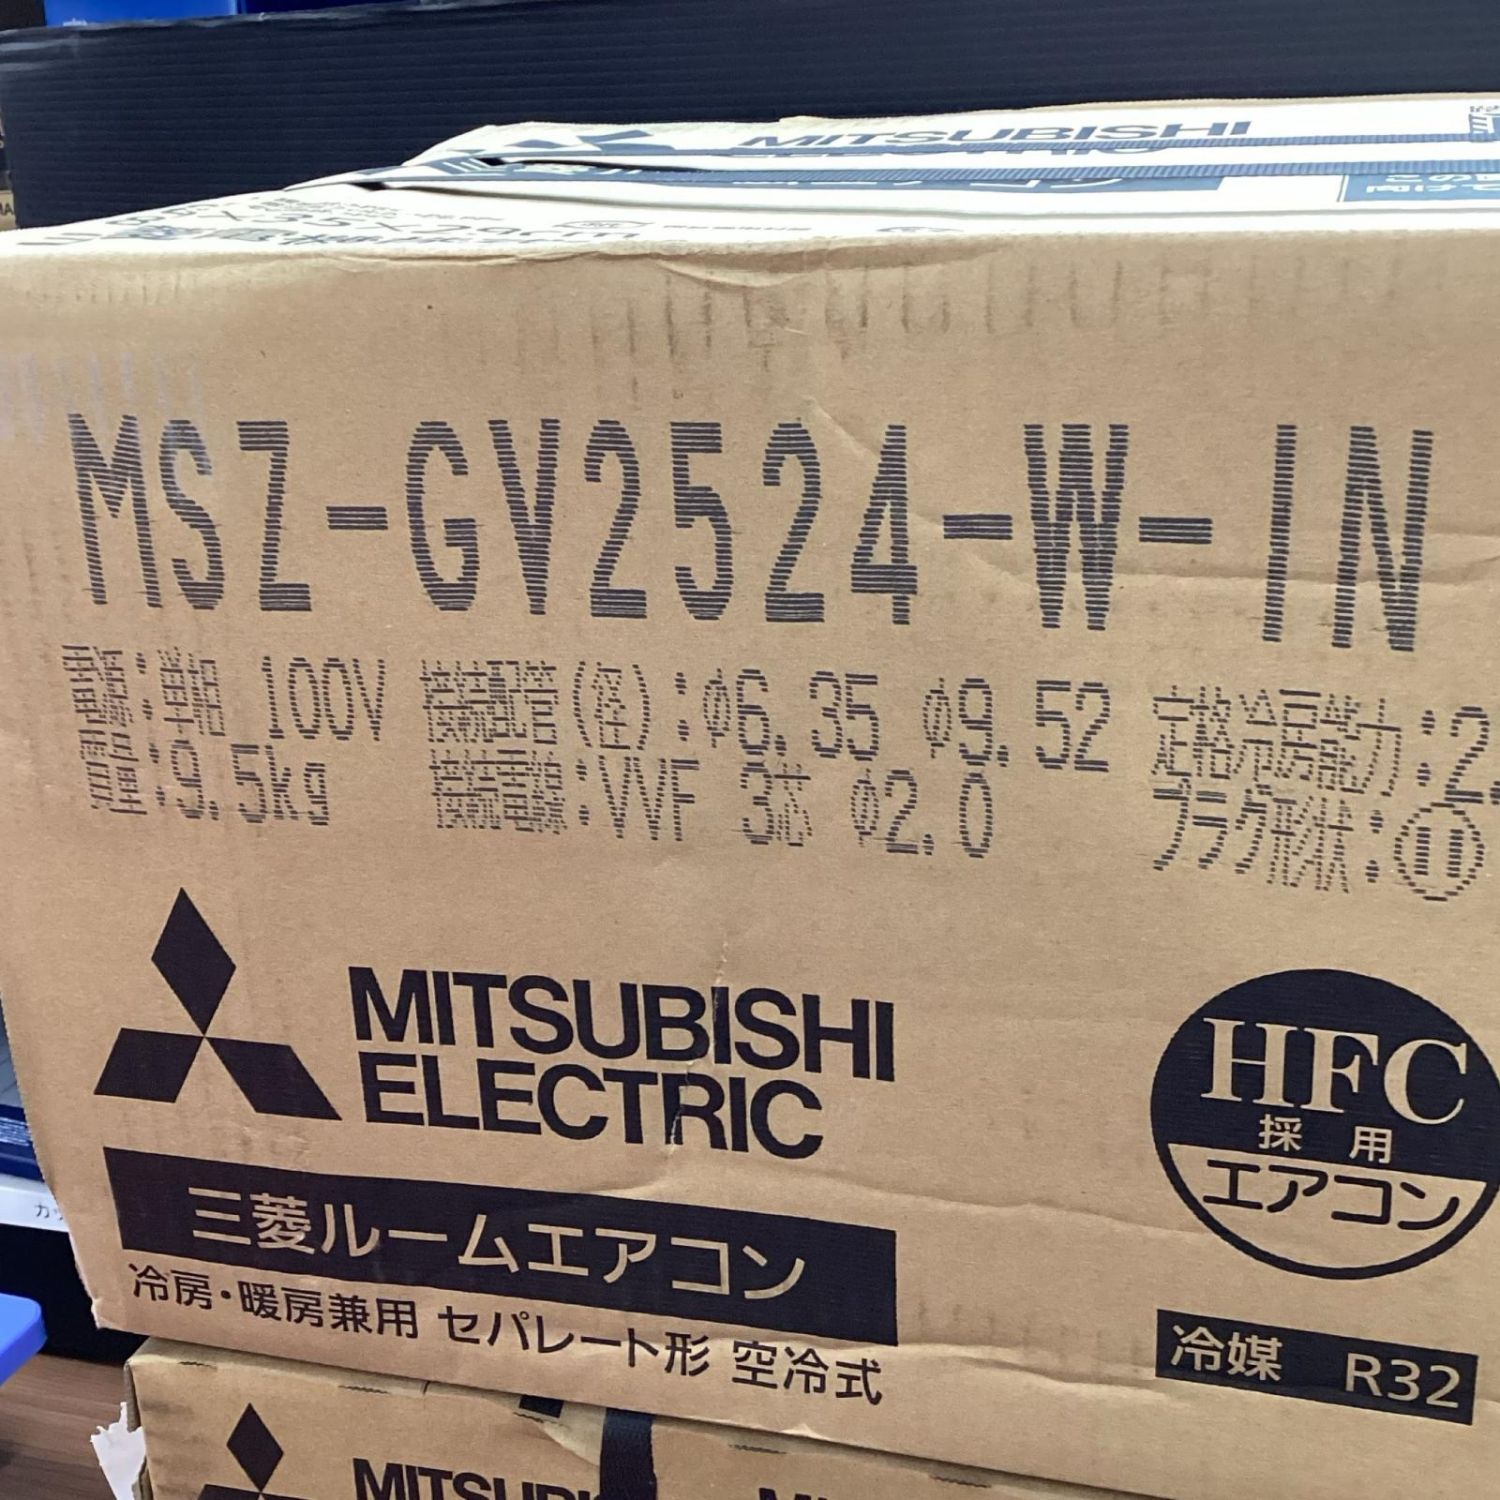 MITSUBISHI
MSZ-GV2524-W-IN
電源:単相 100V 接続配管(径):φ6.35 φ9.52 定格冷房能力:2.
質量:9.5kg 接続電線:VVF 3芯 φ2.0 プラグ形状:
MITSUBISHI
ELECTRIC
HFC
採用
エアコン
三菱ルームエアコン
冷房・暖房兼用 セパレート形 空冷式
冷媒 R32
MITSUBI